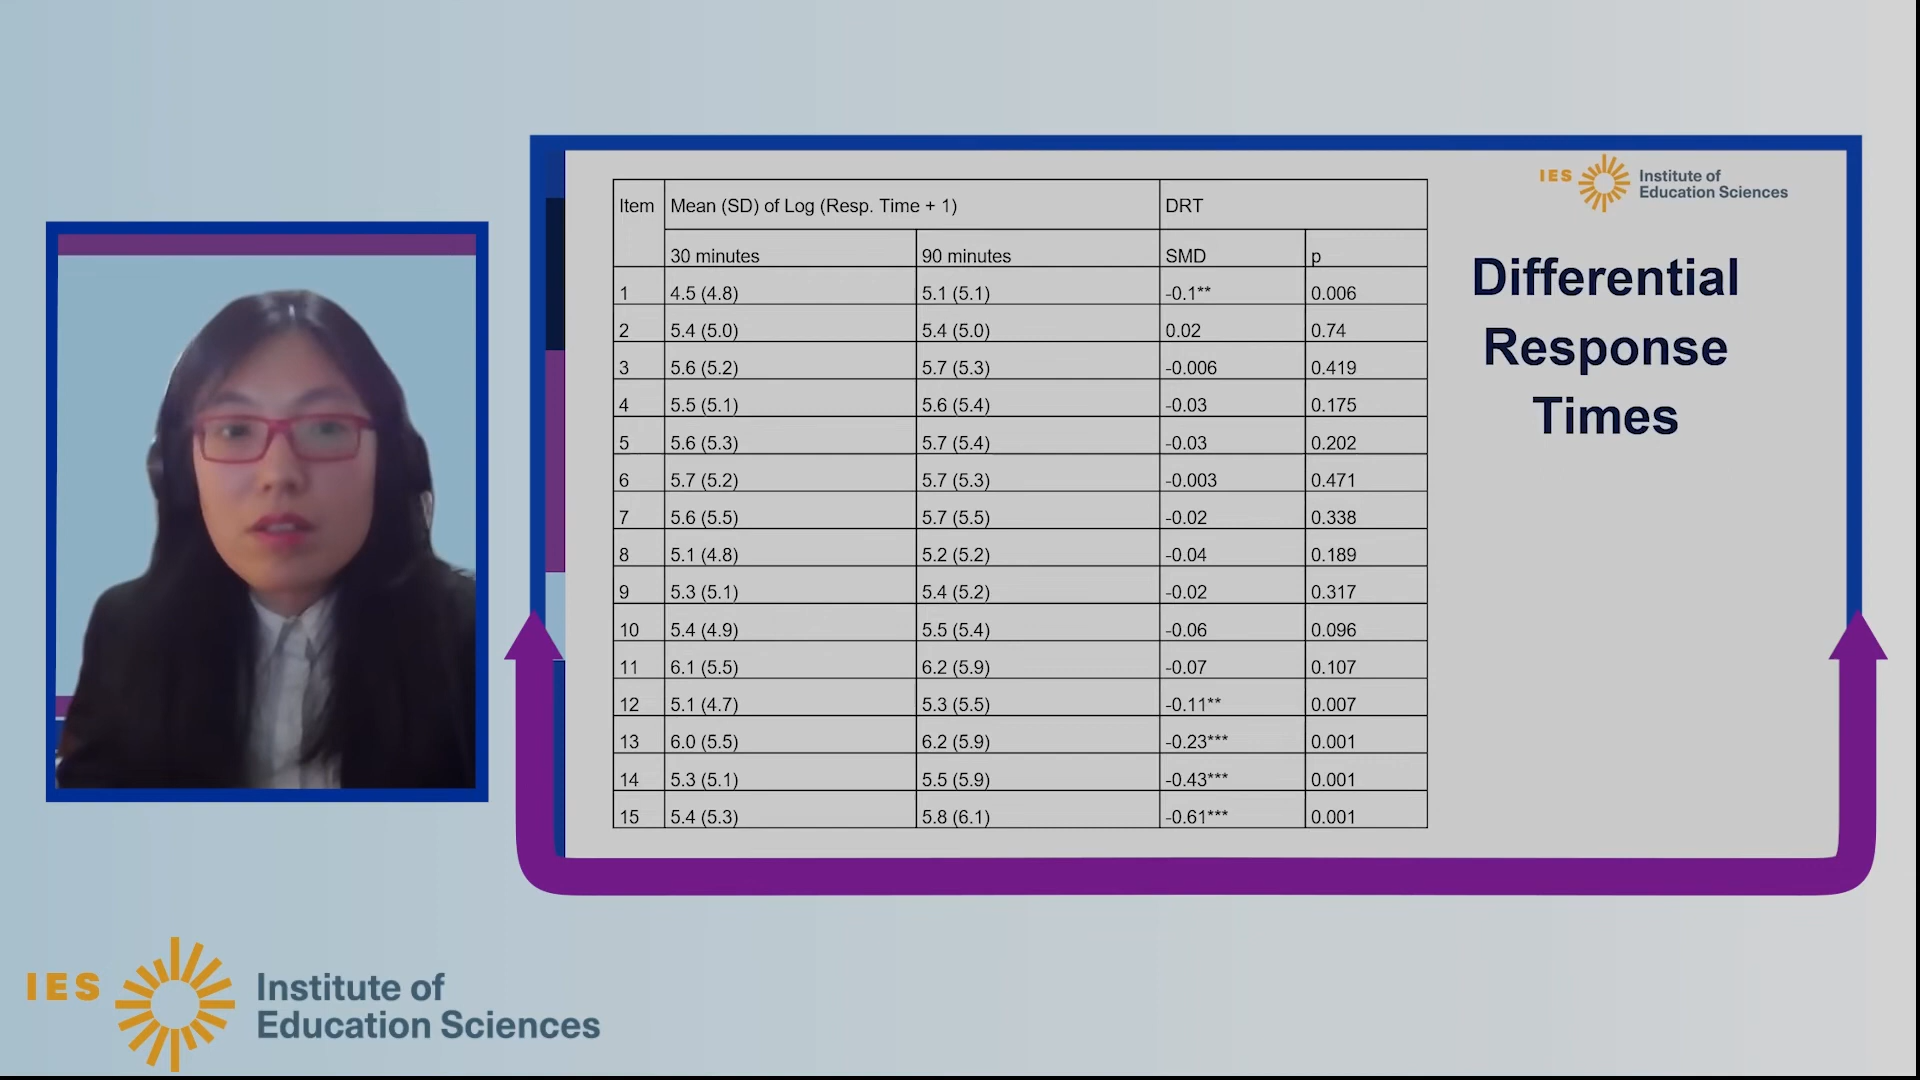 IES Institute of
Education Sciences
Item Mean (SD) of Log (Resp. Time + 1) DRT
30 minutes 90 minutes SMD p
1 4.5 (4.8) 5.1 (5.1) -0.1** 0.006
2 5.4 (5.0) 5.4 (5.0) 0.02 0.74
3 5.6 (5.2) 5.7 (5.3) -0.006 0.419
4 5.5 (5.1) 5.6 (5.4) -0.03 0.175
5 5.6 (5.3) 5.7 (5.4) -0.03 0.202
6 5.7 (5.2) 5.7 (5.3) -0.003 0.471
7 5.6 (5.5) 5.7 (5.5) -0.02 0.338
8 5.1 (4.8) 5.2 (5.2) -0.04 0.189
9 5.3 (5.1) 5.4 (5.2) -0.02 0.317
10 5.4 (4.9) 5.5 (5.4) -0.06 0.096
11 6.1 (5.5) 6.2 (5.9) -0.07 0.107
12 5.1 (4.7) 5.3 (5.5) -0.11** 0.007
13 6.0 (5.5) 6.2 (5.9) -0.23*** 0.001
14 5.3 (5.1) 5.5 (5.9) -0.43*** 0.001
15 5.4 (5.3) 5.8 (6.1) -0.61*** 0.001
Differential
Response
Times
IES Institute of
Education Sciences